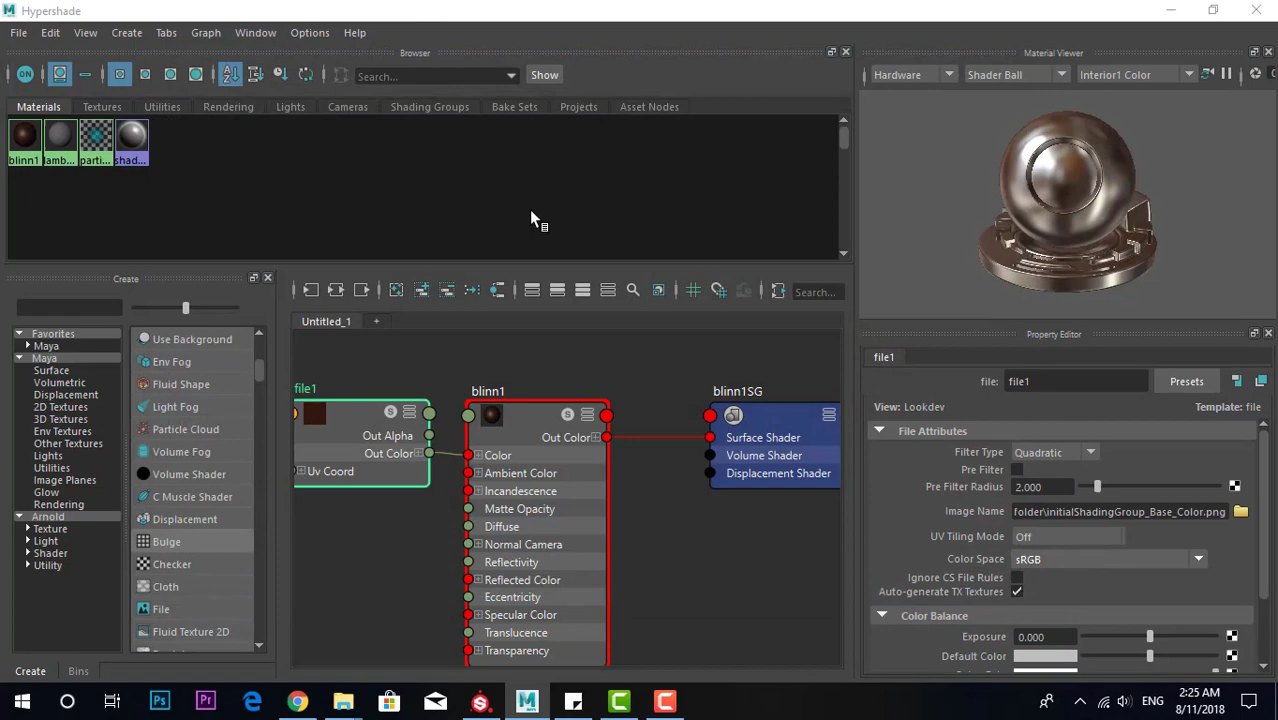 Hypershade
File Edit View Create Tabs Graph Window Options Help
Browser
ON Search... Show
Materials Textures Utilities Rendering Lights Cameras Shading Groups Bake Sets Projects Asset Nodes
blinn1 lamb... parti... shad...
Material Viewer
Hardware Shader Ball Interior1 Color
Create
Favorites
Maya
Maya
Surface
Volumetric
Displacement
2D Textures
3D Textures
Env Textures
Other Textures
Lights
Utilities
Image Planes
Glow
Rendering
Arnold
Texture
Light
Shader
Utility
Use Background
Env Fog
Fluid Shape
Light Fog
Particle Cloud
Volume Fog
Volume Shader
C Muscle Shader
Displacement
Bulge
Checker
Cloth
File
Fluid Texture 2D
Create Bins
Search...
Untitled_1 +
file1
Out Alpha
Out Color
Uv Coord
blinn1
Out Color
Color
Ambient Color
Incandescence
Matte Opacity
Diffuse
Normal Camera
Reflectivity
Reflected Color
Eccentricity
Specular Color
Translucence
Transparency
blinn1SG
Surface Shader
Volume Shader
Displacement Shader
Property Editor
file1
file: file1 Presets
View: Lookdev Template: file
File Attributes
Filter Type Quadratic
Pre Filter
Pre Filter Radius 2.000
Image Name folder\initialShadingGroup_Base_Color.png
UV Tiling Mode Off
Color Space sRGB
Ignore CS File Rules
Auto-generate TX Textures
Color Balance
Exposure 0.000
Default Color
Ps Pr M ENG 2:25 AM
8/11/2018